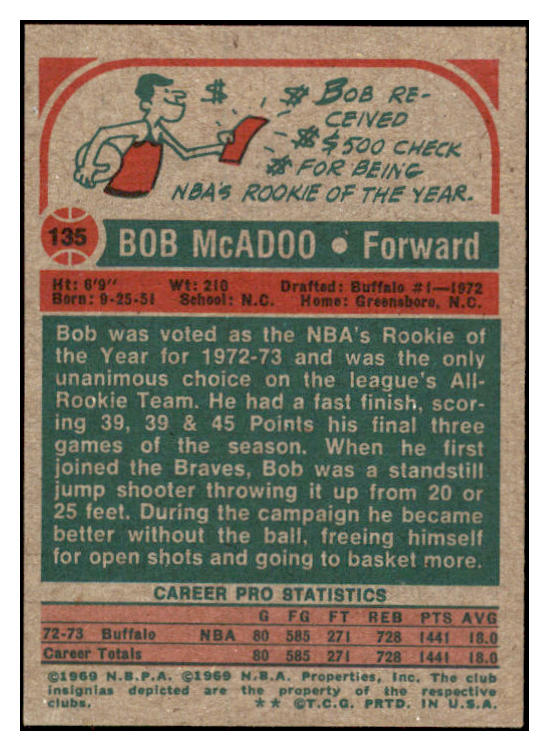 $ $ BOB RE-
CEIVED
$ $500 CHECK
$ FOR BEING
NBA'S ROOKIE OF THE YEAR.
135 BOB McADOO • Forward
Ht: 6'9" Wt: 210 Drafted: Buffalo #1—1972
Born: 9-25-51 School: N.C. Home: Greensboro, N.C.
Bob was voted as the NBA's Rookie of
the Year for 1972-73 and was the only
unanimous choice on the league's All-
Rookie Team. He had a fast finish, scor-
ing 39, 39 & 45 Points his final three
games of the season. When he first
joined the Braves, Bob was a standstill
jump shooter throwing it up from 20 or
25 feet. During the campaign he became
better without the ball, freeing himself
for open shots and going to basket more.
CAREER PRO STATISTICS
G FG FT REB PTS AVG
72-73 Buffalo NBA 80 585 271 728 1441 18.0
Career Totals 80 585 271 728 1441 18.0
©1969 N.B.P.A. ©1969 N.B.A. Properties, Inc. The club
insignias depicted are the property of the respective
clubs. ** ©T.C.G. PRTD. IN U.S.A.